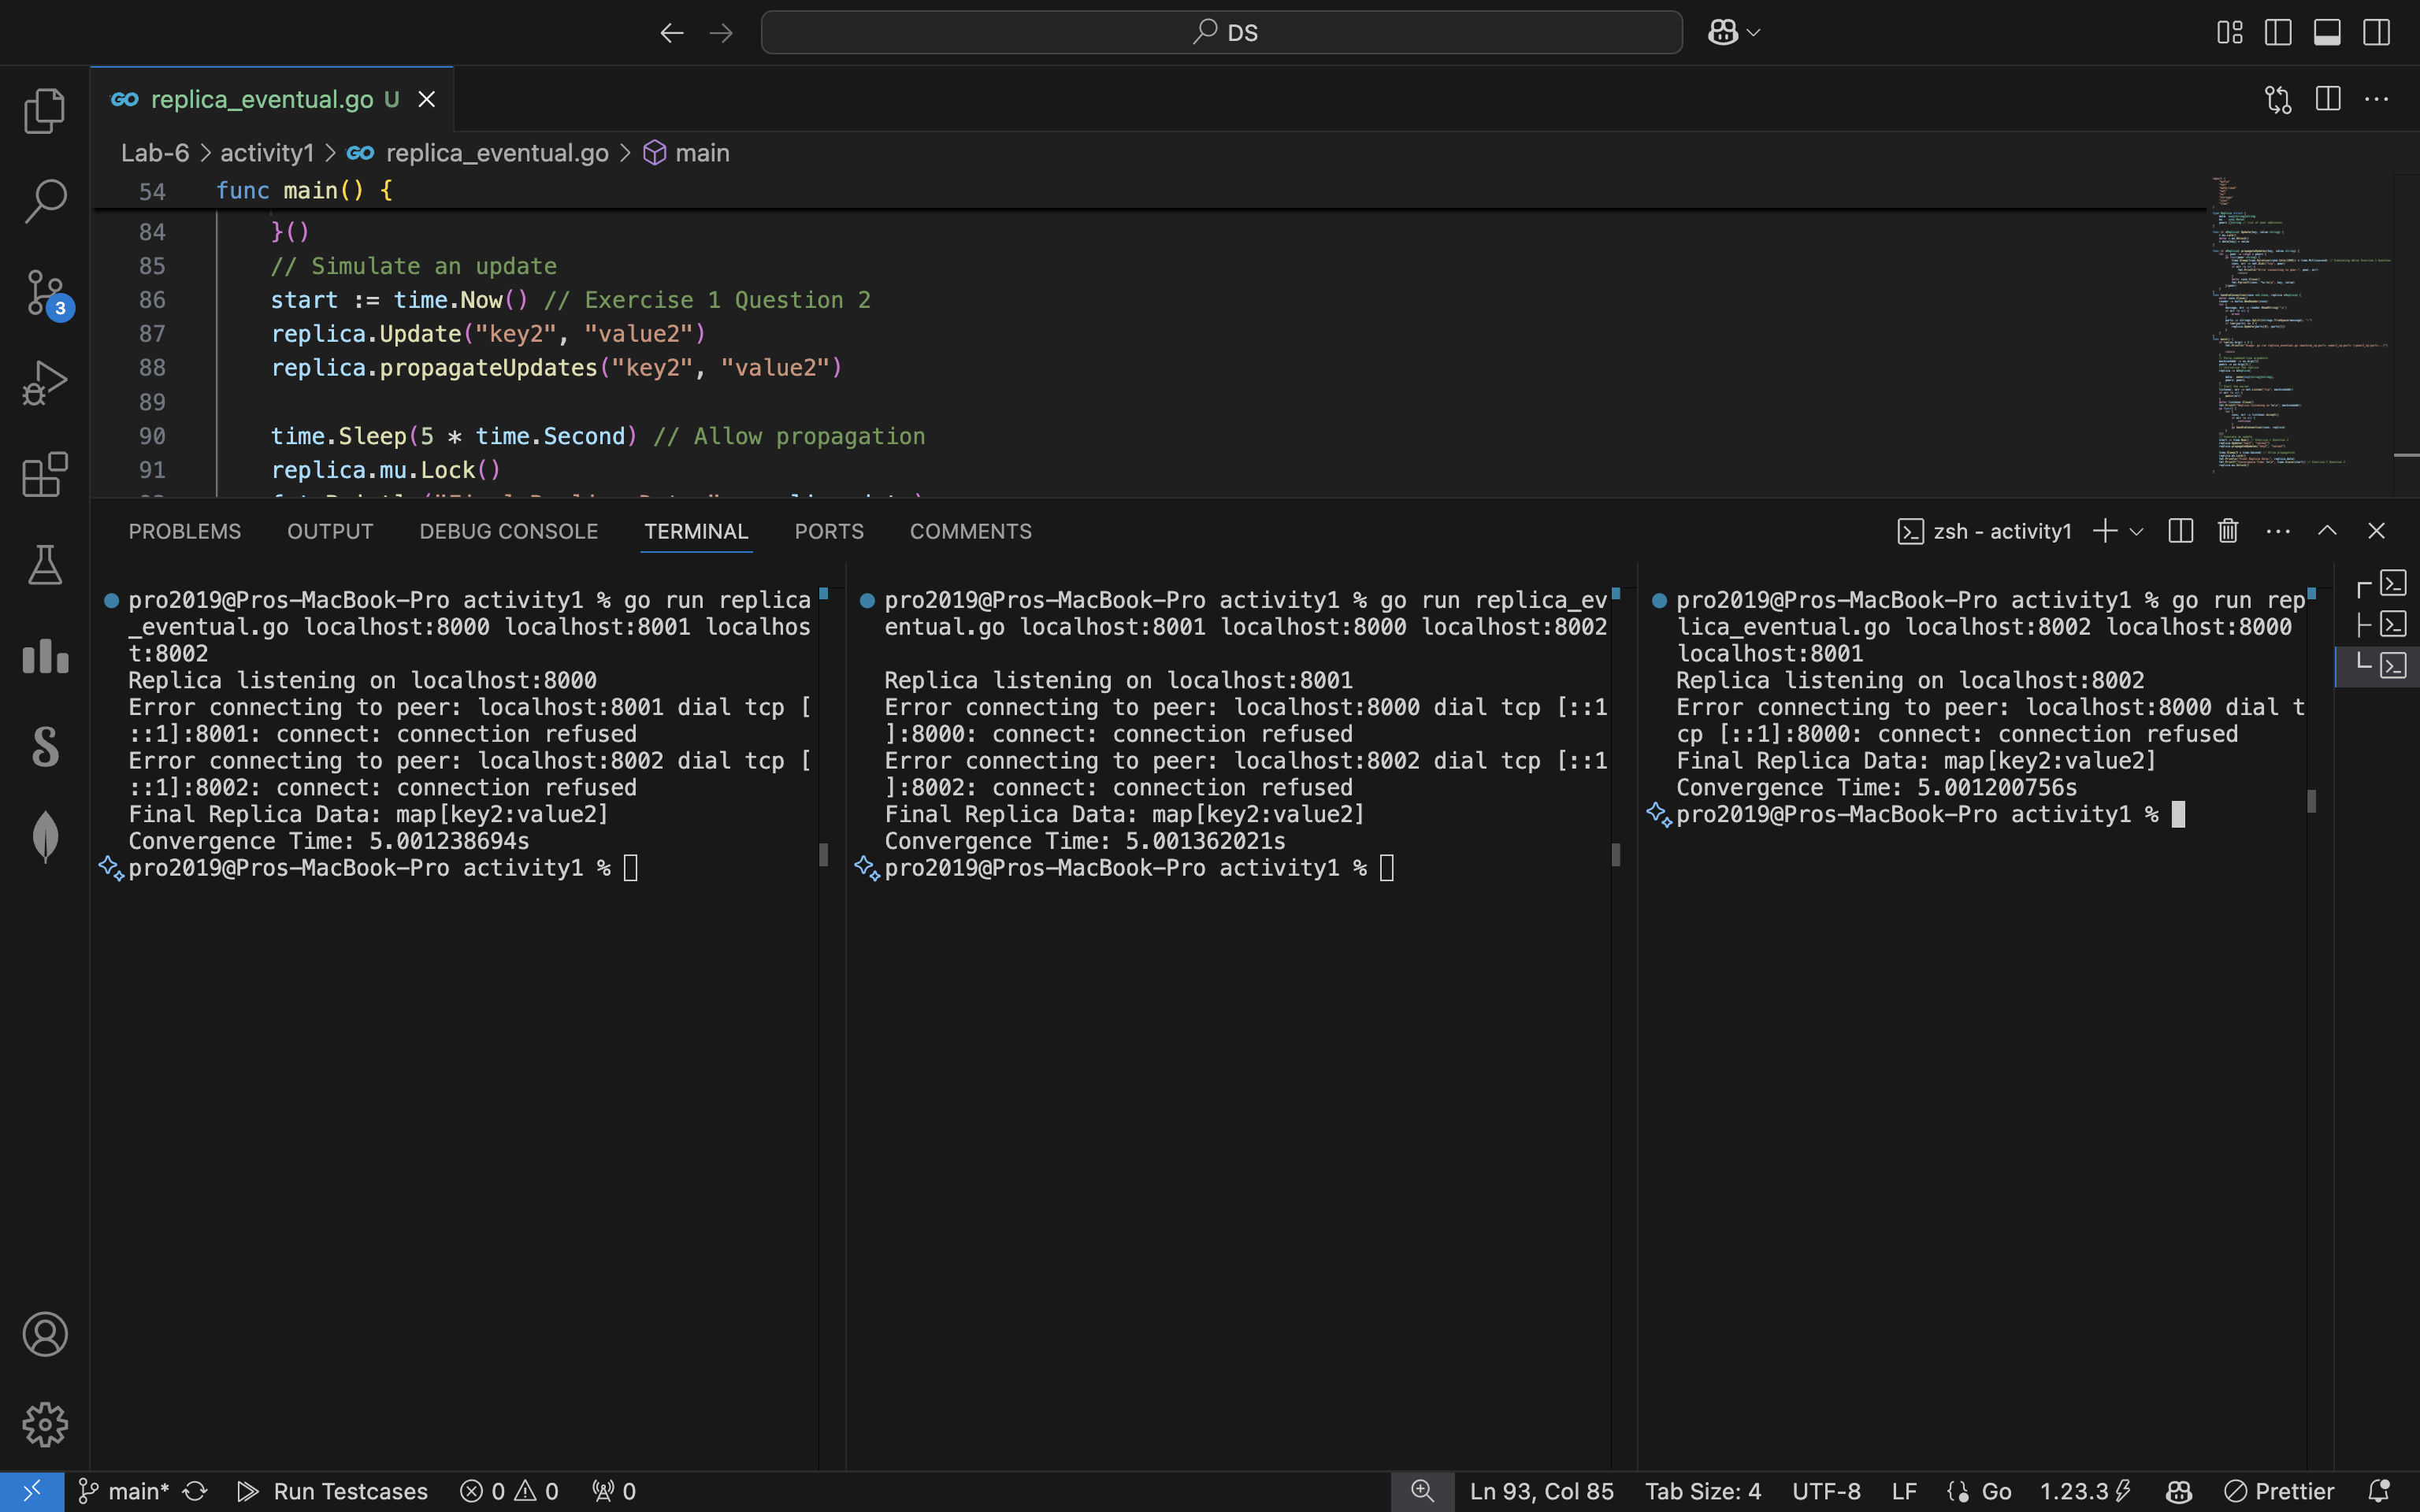 DS
GO replica_eventual.go U
Lab-6 > activity1 > GO replica_eventual.go > main
54 func main() {
84 }()
85 // Simulate an update
86 start := time.Now() // Exercise 1 Question 2
87 replica.Update("key2", "value2")
88 replica.propagateUpdates("key2", "value2")
89
90 time.Sleep(5 * time.Second) // Allow propagation
91 replica.mu.Lock()
3
PROBLEMS OUTPUT DEBUG CONSOLE TERMINAL PORTS COMMENTS
zsh - activity1
pro2019@Pros-MacBook-Pro activity1 % go run replica
_eventual.go localhost:8000 localhost:8001 localhos
t:8002
Replica listening on localhost:8000
Error connecting to peer: localhost:8001 dial tcp [
::1]:8001: connect: connection refused
Error connecting to peer: localhost:8002 dial tcp [
::1]:8002: connect: connection refused
Final Replica Data: map[key2:value2]
Convergence Time: 5.001238694s
pro2019@Pros-MacBook-Pro activity1 %
pro2019@Pros-MacBook-Pro activity1 % go run replica_ev
entual.go localhost:8001 localhost:8000 localhost:8002
Replica listening on localhost:8001
Error connecting to peer: localhost:8000 dial tcp [::1
]:8000: connect: connection refused
Error connecting to peer: localhost:8002 dial tcp [::1
]:8002: connect: connection refused
Final Replica Data: map[key2:value2]
Convergence Time: 5.001362021s
pro2019@Pros-MacBook-Pro activity1 %
pro2019@Pros-MacBook-Pro activity1 % go run rep
lica_eventual.go localhost:8002 localhost:8000
localhost:8001
Replica listening on localhost:8002
Error connecting to peer: localhost:8000 dial t
cp [::1]:8000: connect: connection refused
Final Replica Data: map[key2:value2]
Convergence Time: 5.001200756s
pro2019@Pros-MacBook-Pro activity1 %
main* Run Testcases 0 0 0 Ln 93, Col 85 Tab Size: 4 UTF-8 LF Go 1.23.3 Prettier